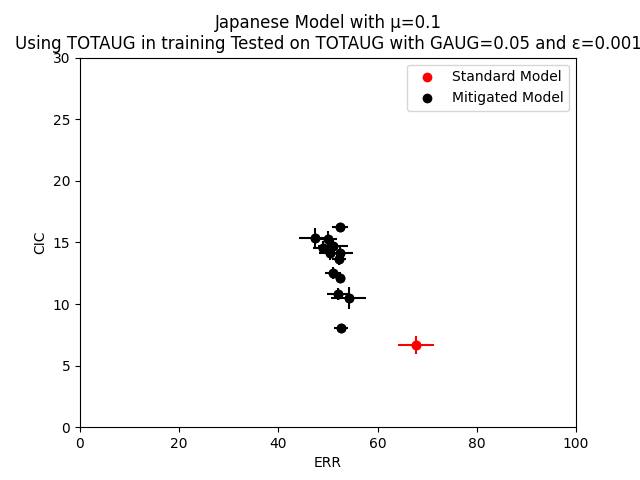 Japanese Model with μ=0.1
Using TOTAUG in training Tested on TOTAUG with GAUG=0.05 and ε=0.001
Standard Model
Mitigated Model
30
25
20
15
10
5
0
CIC
0 20 40 60 80 100
ERR